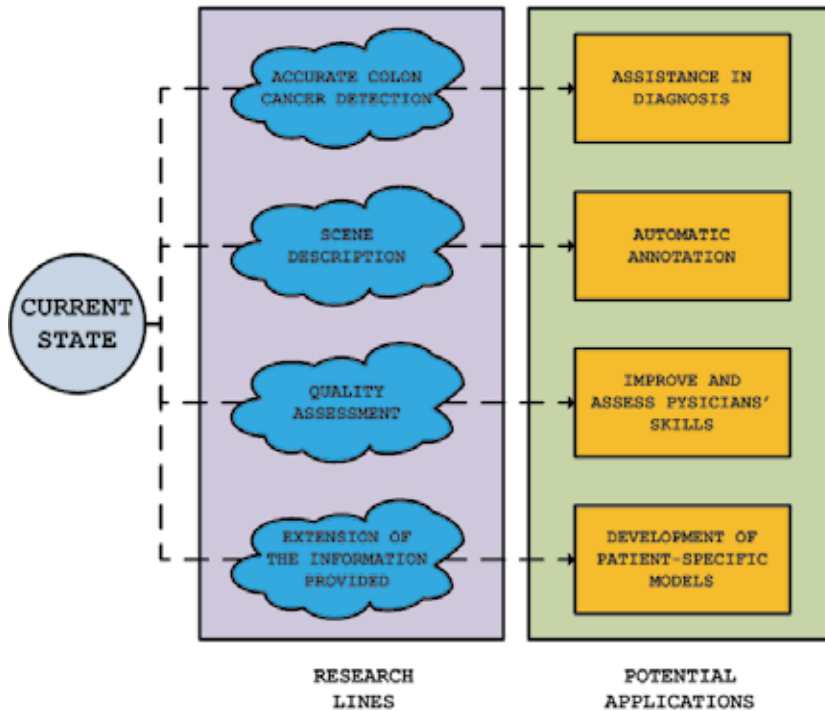 ACCURATE COLON
CANCER DETECTION
ASSISTANCE IN
DIAGNOSIS
SCENE
DESCRIPTION
AUTOMATIC
ANNOTATION
CURRENT
STATE
QUALITY
ASSESSMENT
IMPROVE AND
ASSESS PYSICIANS'
SKILLS
EXTENSION OF
THE INFORMATION
PROVIDED
DEVELOPMENT OF
PATIENT-SPECIFIC
MODELS
RESEARCH
LINES
POTENTIAL
APPLICATIONS